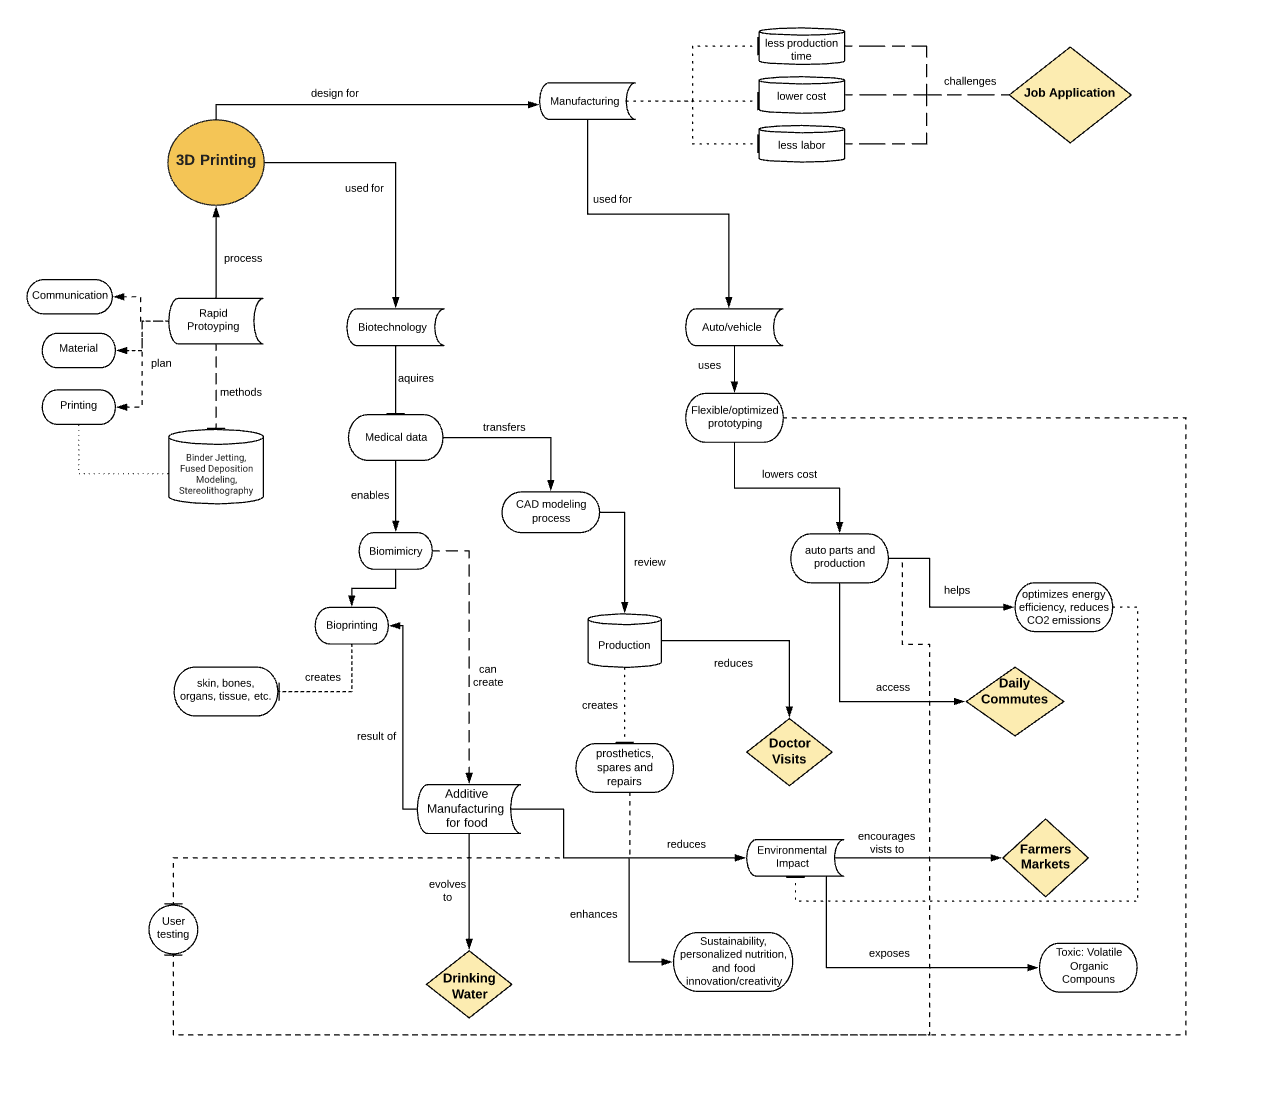 less production
time
design for
challenges
Job Application
Manufacturing
lower cost
less labor
3D Printing
used for
used for
process
Communication
Rapid
Protoyping
Biotechnology
Auto/vehicle
Material
plan
uses
aquires
methods
Printing
Flexible/optimized
prototyping
transfers
Medical data
Binder Jetting,
Fused Deposition
Modeling,
Stereolithography
lowers cost
enables
CAD modeling
process
Biomimicry
auto parts and
production
review
helps
optimizes energy
efficiency, reduces
CO2 emissions
Bioprinting
Production
reduces
can
create
creates
skin, bones,
organs, tissue, etc.
access
Daily
Commutes
creates
result of
Doctor
Visits
prosthetics,
spares and
repairs
Additive
Manufacturing
for food
reduces
Environmental
Impact
encourages
vists to
Farmers
Markets
evolves
to
enhances
User
testing
Sustainability,
personalized nutrition,
and food
innovation/creativity
exposes
Toxic: Volatile
Organic
Compouns
Drinking
Water